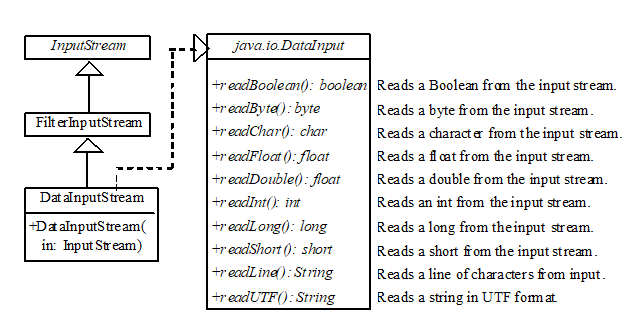 InputStream
FilterInputStream
DataInputStream
+DataInputStream(
in: InputStream)
java.io.DataInput
+readBoolean(): boolean Reads a Boolean from the input stream.
+readByte(): byte Reads a byte from the input stream.
+readChar(): char Reads a character from the input stream.
+readFloat(): float Reads a float from the input stream.
+readDouble(): float Reads a double from the input stream.
+readInt(): int Reads an int from the input stream.
+readLong(): long Reads a long from the input stream.
+readShort(): short Reads a short from the input stream.
+readLine(): String Reads a line of characters from input.
+readUTF(): String Reads a string in UTF format.